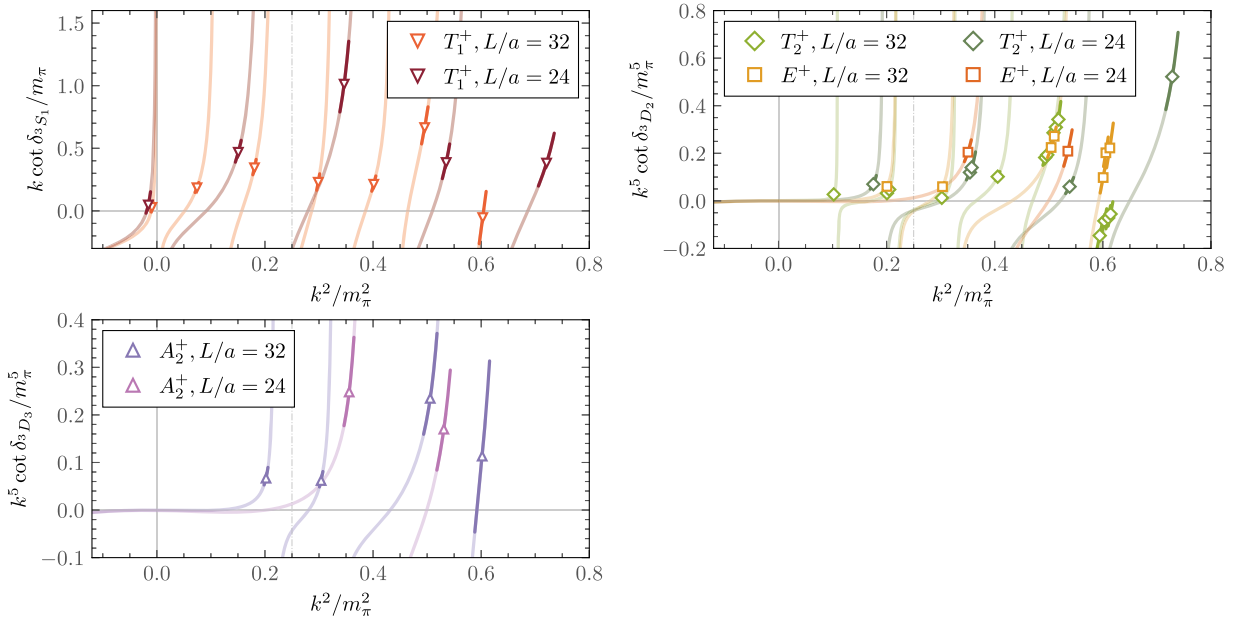 k cot δ³S₁/mπ
1.5
1.0
0.5
0.0
T₁⁺, L/a = 32
T₁⁺, L/a = 24
0.0 0.2 0.4 0.6 0.8
k²/mπ²
k⁵ cot δ³D₂/mπ⁵
0.8
0.6
0.4
0.2
0.0
−0.2
T₂⁺, L/a = 32 T₂⁺, L/a = 24
E⁺, L/a = 32 E⁺, L/a = 24
0.0 0.2 0.4 0.6 0.8
k²/mπ²
k⁵ cot δ³D₃/mπ⁵
0.4
0.3
0.2
0.1
0.0
−0.1
A₂⁺, L/a = 32
A₂⁺, L/a = 24
0.0 0.2 0.4 0.6 0.8
k²/mπ²